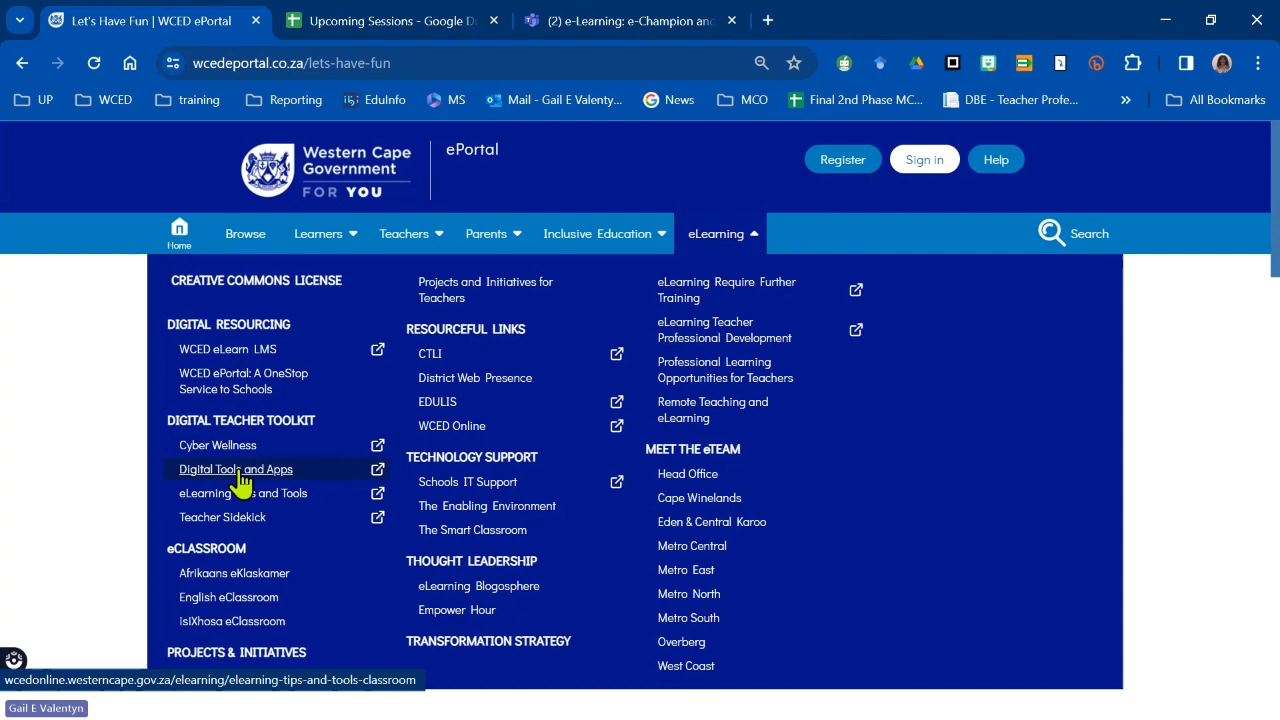 Let's Have Fun | WCED ePortal
Upcoming Sessions - Google Dr
(2) e-Learning: e-Champion and
wcedeportal.co.za/lets-have-fun
UP
WCED
training
Reporting
EduInfo
MS
Mail - Gail E Valenty...
News
MCO
Final 2nd Phase MC...
DBE - Teacher Profe...
All Bookmarks
Western Cape
Government
FOR YOU
ePortal
Register
Sign in
Help
Home
Browse
Learners
Teachers
Parents
Inclusive Education
eLearning
Search
CREATIVE COMMONS LICENSE
DIGITAL RESOURCING
WCED eLearn LMS
WCED ePortal: A OneStop
Service to Schools
DIGITAL TEACHER TOOLKIT
Cyber Wellness
Digital Tools and Apps
eLearning and Tools
Teacher Sidekick
eCLASSROOM
Afrikaans eKlaskamer
English eClassroom
isiXhosa eClassroom
PROJECTS & INITIATIVES
Projects and Initiatives for
Teachers
RESOURCEFUL LINKS
CTLI
District Web Presence
EDULIS
WCED Online
TECHNOLOGY SUPPORT
Schools IT Support
The Enabling Environment
The Smart Classroom
THOUGHT LEADERSHIP
eLearning Blogosphere
Empower Hour
TRANSFORMATION STRATEGY
eLearning Require Further
Training
eLearning Teacher
Professional Development
Professional Learning
Opportunities for Teachers
Remote Teaching and
eLearning
MEET THE eTEAM
Head Office
Cape Winelands
Eden & Central Karoo
Metro Central
Metro East
Metro North
Metro South
Overberg
West Coast
wcedonline.westerncape.gov.za/elearning/elearning-tips-and-tools-classroom
Gail E Valentyn